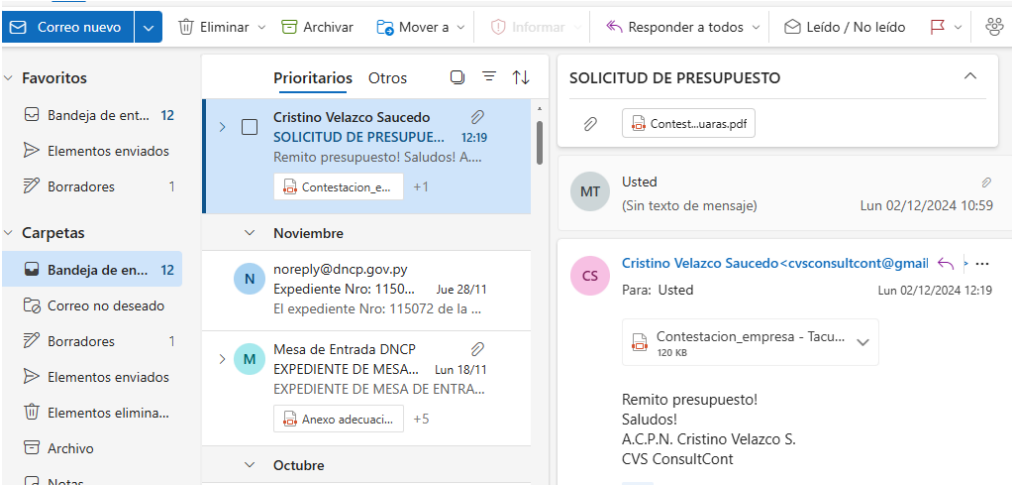 Correo nuevo
Eliminar
Archivar
Mover a
Informar
Responder a todos
Leído / No leído
Favoritos
Bandeja de ent... 12
Elementos enviados
Borradores 1
Carpetas
Bandeja de en... 12
Correo no deseado
Borradores 1
Elementos enviados
Elementos elimina...
Archivo
Notas
Prioritarios Otros
Cristino Velazco Saucedo
SOLICITUD DE PRESUPUE... 12:19
Remito presupuesto! Saludos! A....
Contestacion_e... +1
Noviembre
N
noreply@dncp.gov.py
Expediente Nro: 1150... Jue 28/11
El expediente Nro: 115072 de la ...
M
Mesa de Entrada DNCP
EXPEDIENTE DE MESA... Lun 18/11
EXPEDIENTE DE MESA DE ENTRA...
Anexo adecuaci... +5
Octubre
SOLICITUD DE PRESUPUESTO
Contest...uaras.pdf
MT
Usted
(Sin texto de mensaje) Lun 02/12/2024 10:59
CS
Cristino Velazco Saucedo<cvsconsultcont@gmail
Para: Usted Lun 02/12/2024 12:19
Contestacion_empresa - Tacu...
120 KB
Remito presupuesto!
Saludos!
A.C.P.N. Cristino Velazco S.
CVS ConsultCont